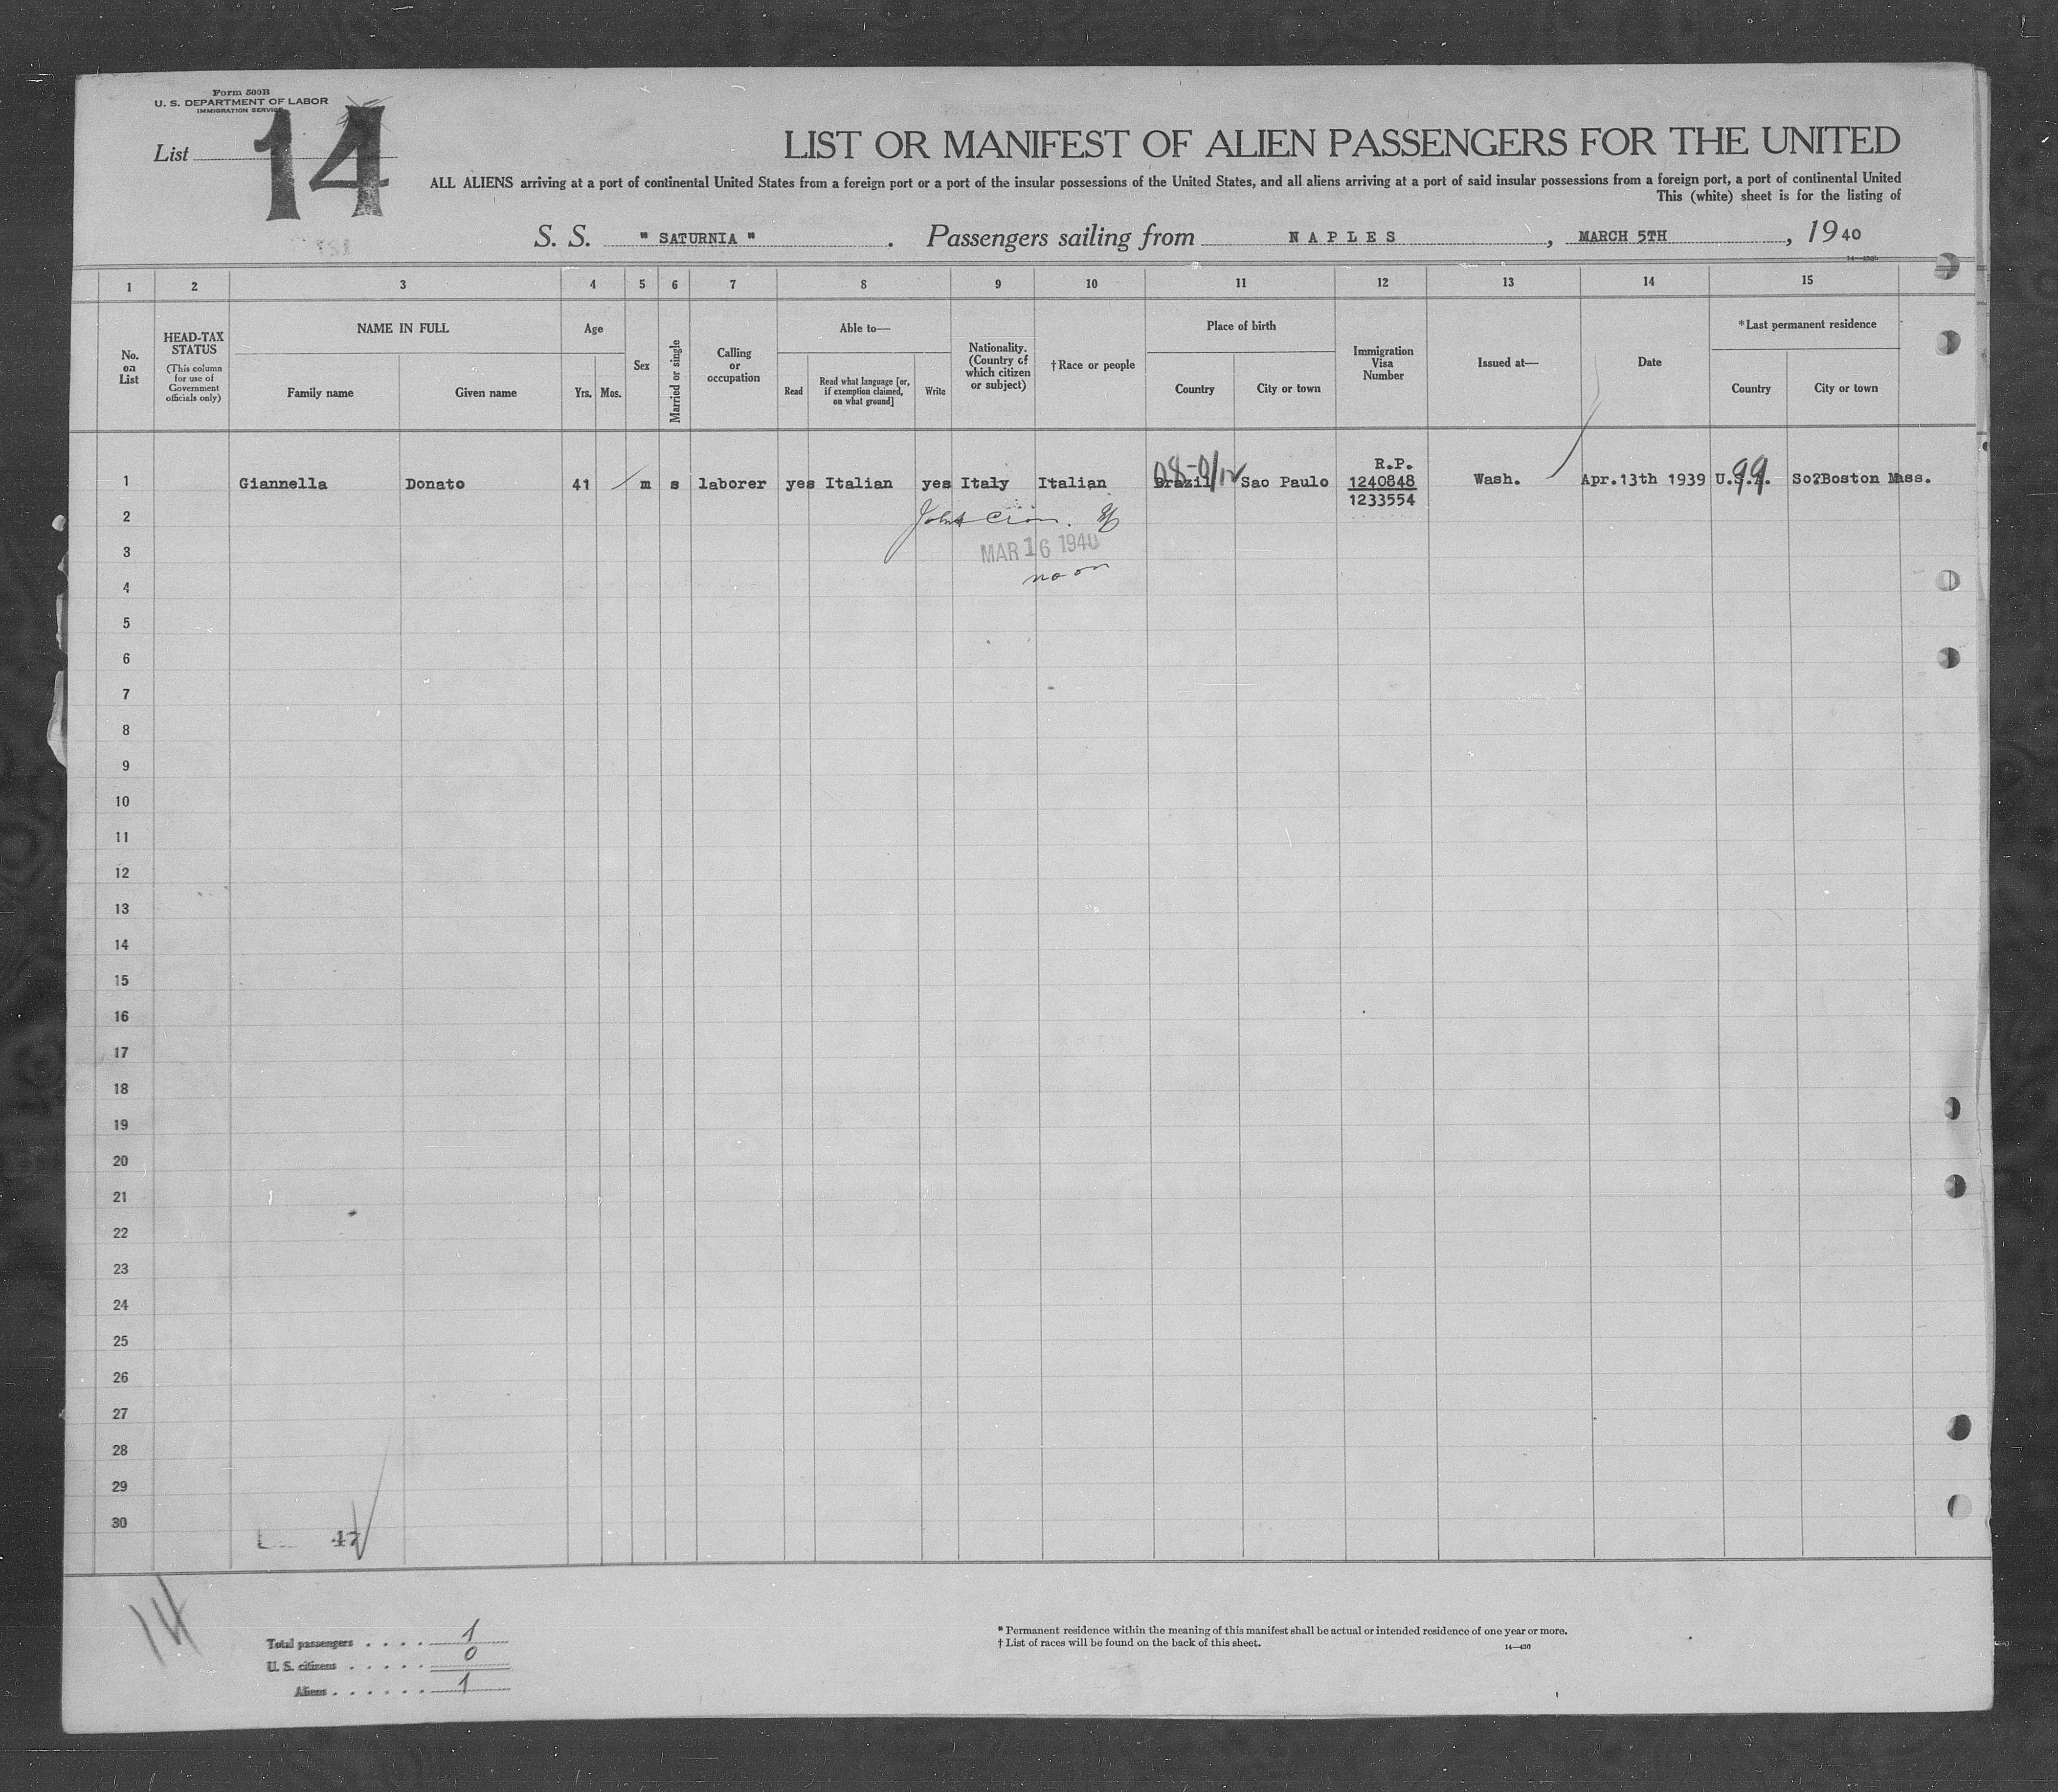 Form 500B
U. S. DEPARTMENT OF LABOR
IMMIGRATION SERVICE
List 14
LIST OR MANIFEST OF ALIEN PASSENGERS FOR THE UNITED
ALL ALIENS arriving at a port of continental United States from a foreign port or a port of the insular possessions of the United States, and all aliens arriving at a port of said insular possessions from a foreign port, a port of continental United
This (white) sheet is for the listing of
S. S. " SATURNIA ". Passengers sailing from NAPLES, MARCH 5TH, 1940
1 2 3 4 5 6 7 8 9 10 11 12 13 14 15
No. on List
HEAD-TAX STATUS
(This column for use of Government officials only)
NAME IN FULL
Family name Given name
Age
Yrs. Mos.
Sex
Married or single
Calling or occupation
Able to—
Read
Read what language [or, if exemption claimed, on what ground]
Write
Nationality. (Country of which citizen or subject)
†Race or people
Place of birth
Country City or town
Immigration Visa Number
Issued at—
Date
*Last permanent residence
Country City or town
R.P.
1 Giannella Donato 41 m s laborer yes Italian yes Italy Italian Brazil Sao Paulo 1240848 Wash. Apr.13th 1939 U.S.A. So?Boston Mass.
1233554
2
MAR 16 1940
3
noon
4
5
6
7
8
9
10
11
12
13
14
15
16
17
18
19
20
21
22
23
24
25
26
27
28
29
30
47
14
Total passengers . . . . 1
U. S. citizens . . . . . 0
Aliens . . . . . . 1
* Permanent residence within the meaning of this manifest shall be actual or intended residence of one year or more.
† List of races will be found on the back of this sheet.
14—430